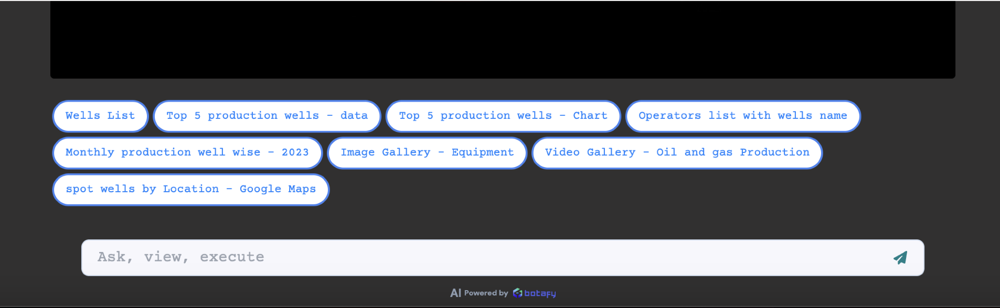 Wells List Top 5 production wells - data Top 5 production wells - Chart Operators list with wells name
Monthly production well wise - 2023 Image Gallery - Equipment Video Gallery - Oil and gas Production
spot wells by Location - Google Maps
Ask, view, execute
AI Powered by botafy